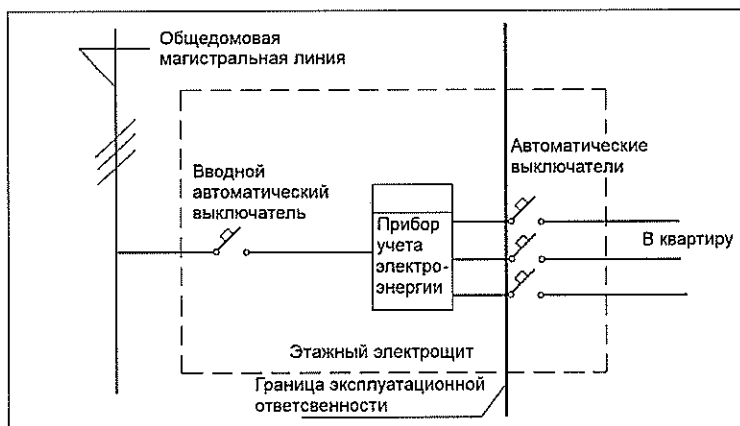 Общедомовая
магистральная линия
Вводной
автоматический
выключатель
Автоматические
выключатели
Прибор
учета
электро-
энергии
В квартиру
Этажный электрощит
Граница эксплуатационной
ответсвенности